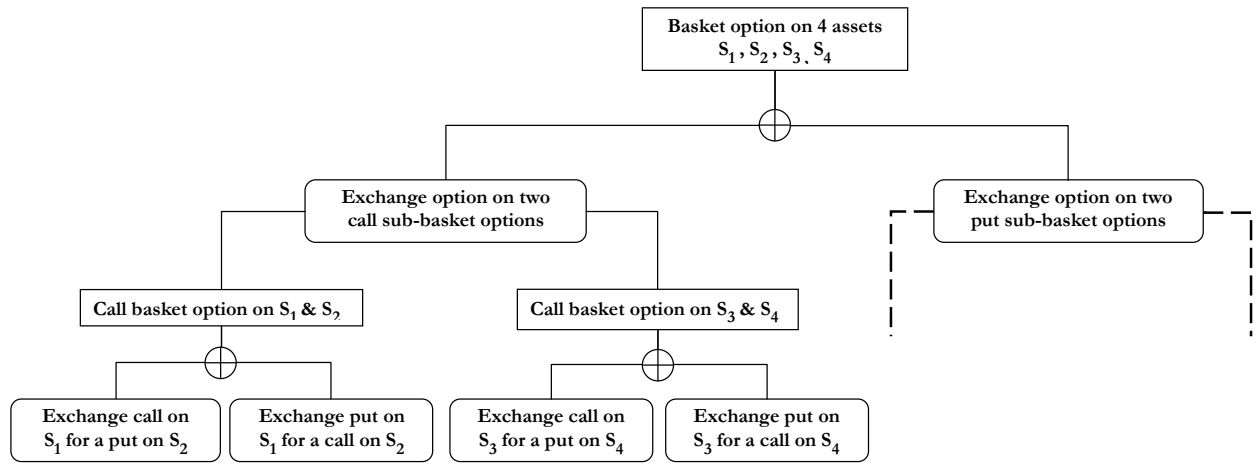 Basket option on 4 assets
S₁ , S₂ , S₃ , S₄
Exchange option on two
call sub-basket options
Exchange option on two
put sub-basket options
Call basket option on S₁ & S₂
Call basket option on S₃ & S₄
Exchange call on
S₁ for a put on S₂
Exchange put on
S₁ for a call on S₂
Exchange call on
S₃ for a put on S₄
Exchange put on
S₃ for a call on S₄